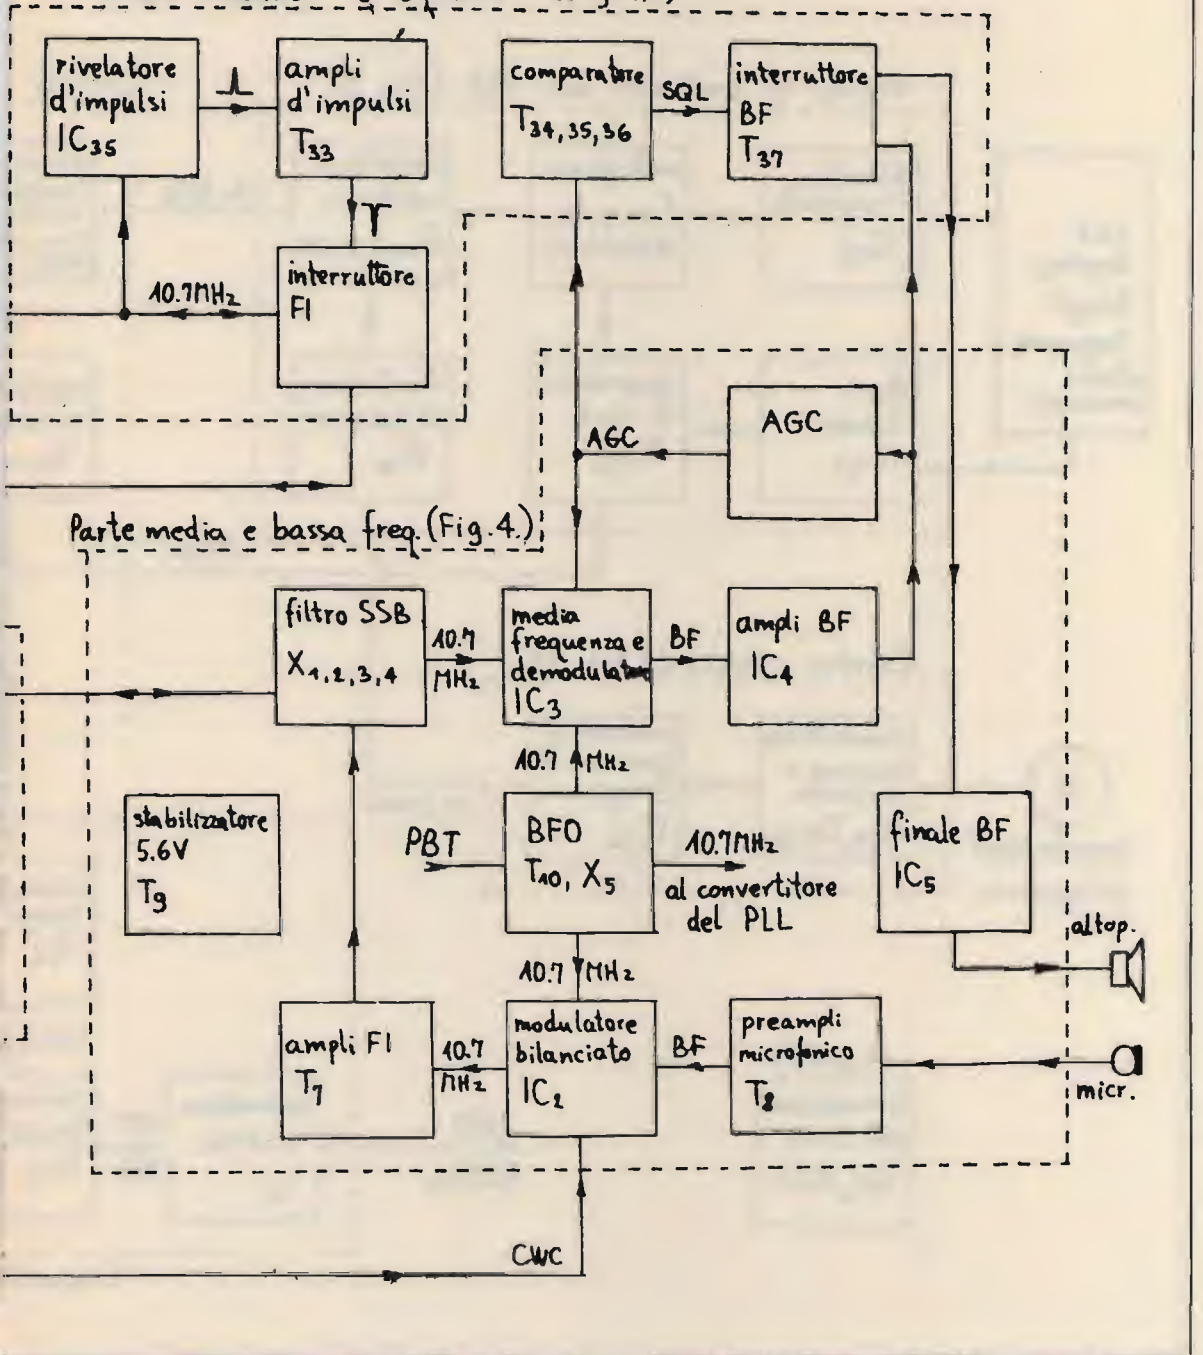 rivelatore
d'impulsi
IC35
ampli
d'impulsi
T33
comparatore
T34,35,36
SQL
interruttore
BF
T37
10.7MHz
interruttore
FI
AGC
AGC
Parte media e bassa freq. (Fig.4.)
filtro SSB
X1,2,3,4
10.7
MHz
media
frequenza e
demodulatore
IC3
BF
ampli BF
IC4
10.7 MHz
stabilizzatore
5.6V
T9
PBT
BFO
T10, X5
10.7MHz
al convertitore
del PLL
finale BF
IC5
altop.
10.7 MHz
ampli FI
T7
10.7
MHz
modulatore
bilanciato
IC2
BF
preampli
microfonico
T8
micr.
CWC